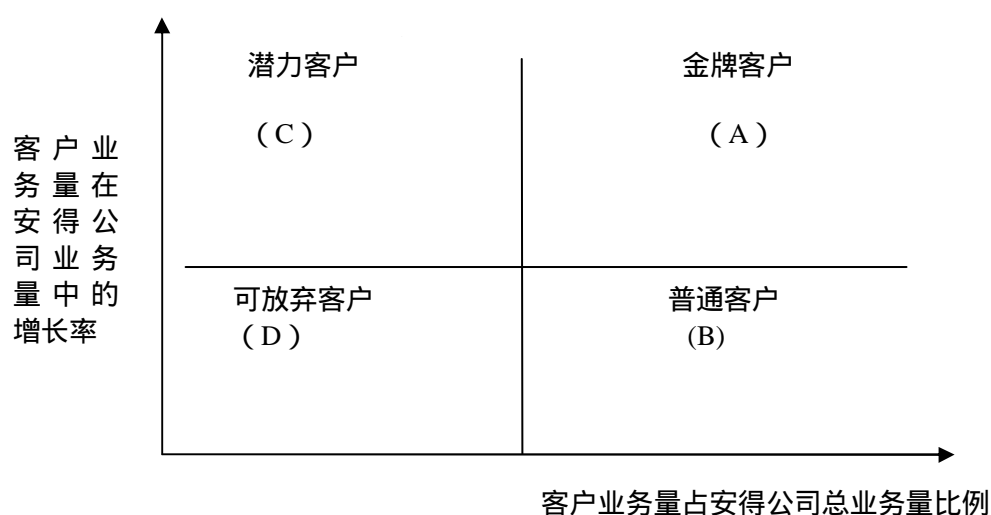 潜力客户
金牌客户
（C）
（A）
客户业
务量在
安得公
司业务
量中的
增长率
可放弃客户
普通客户
（D）
(B)
客户业务量占安得公司总业务量比例